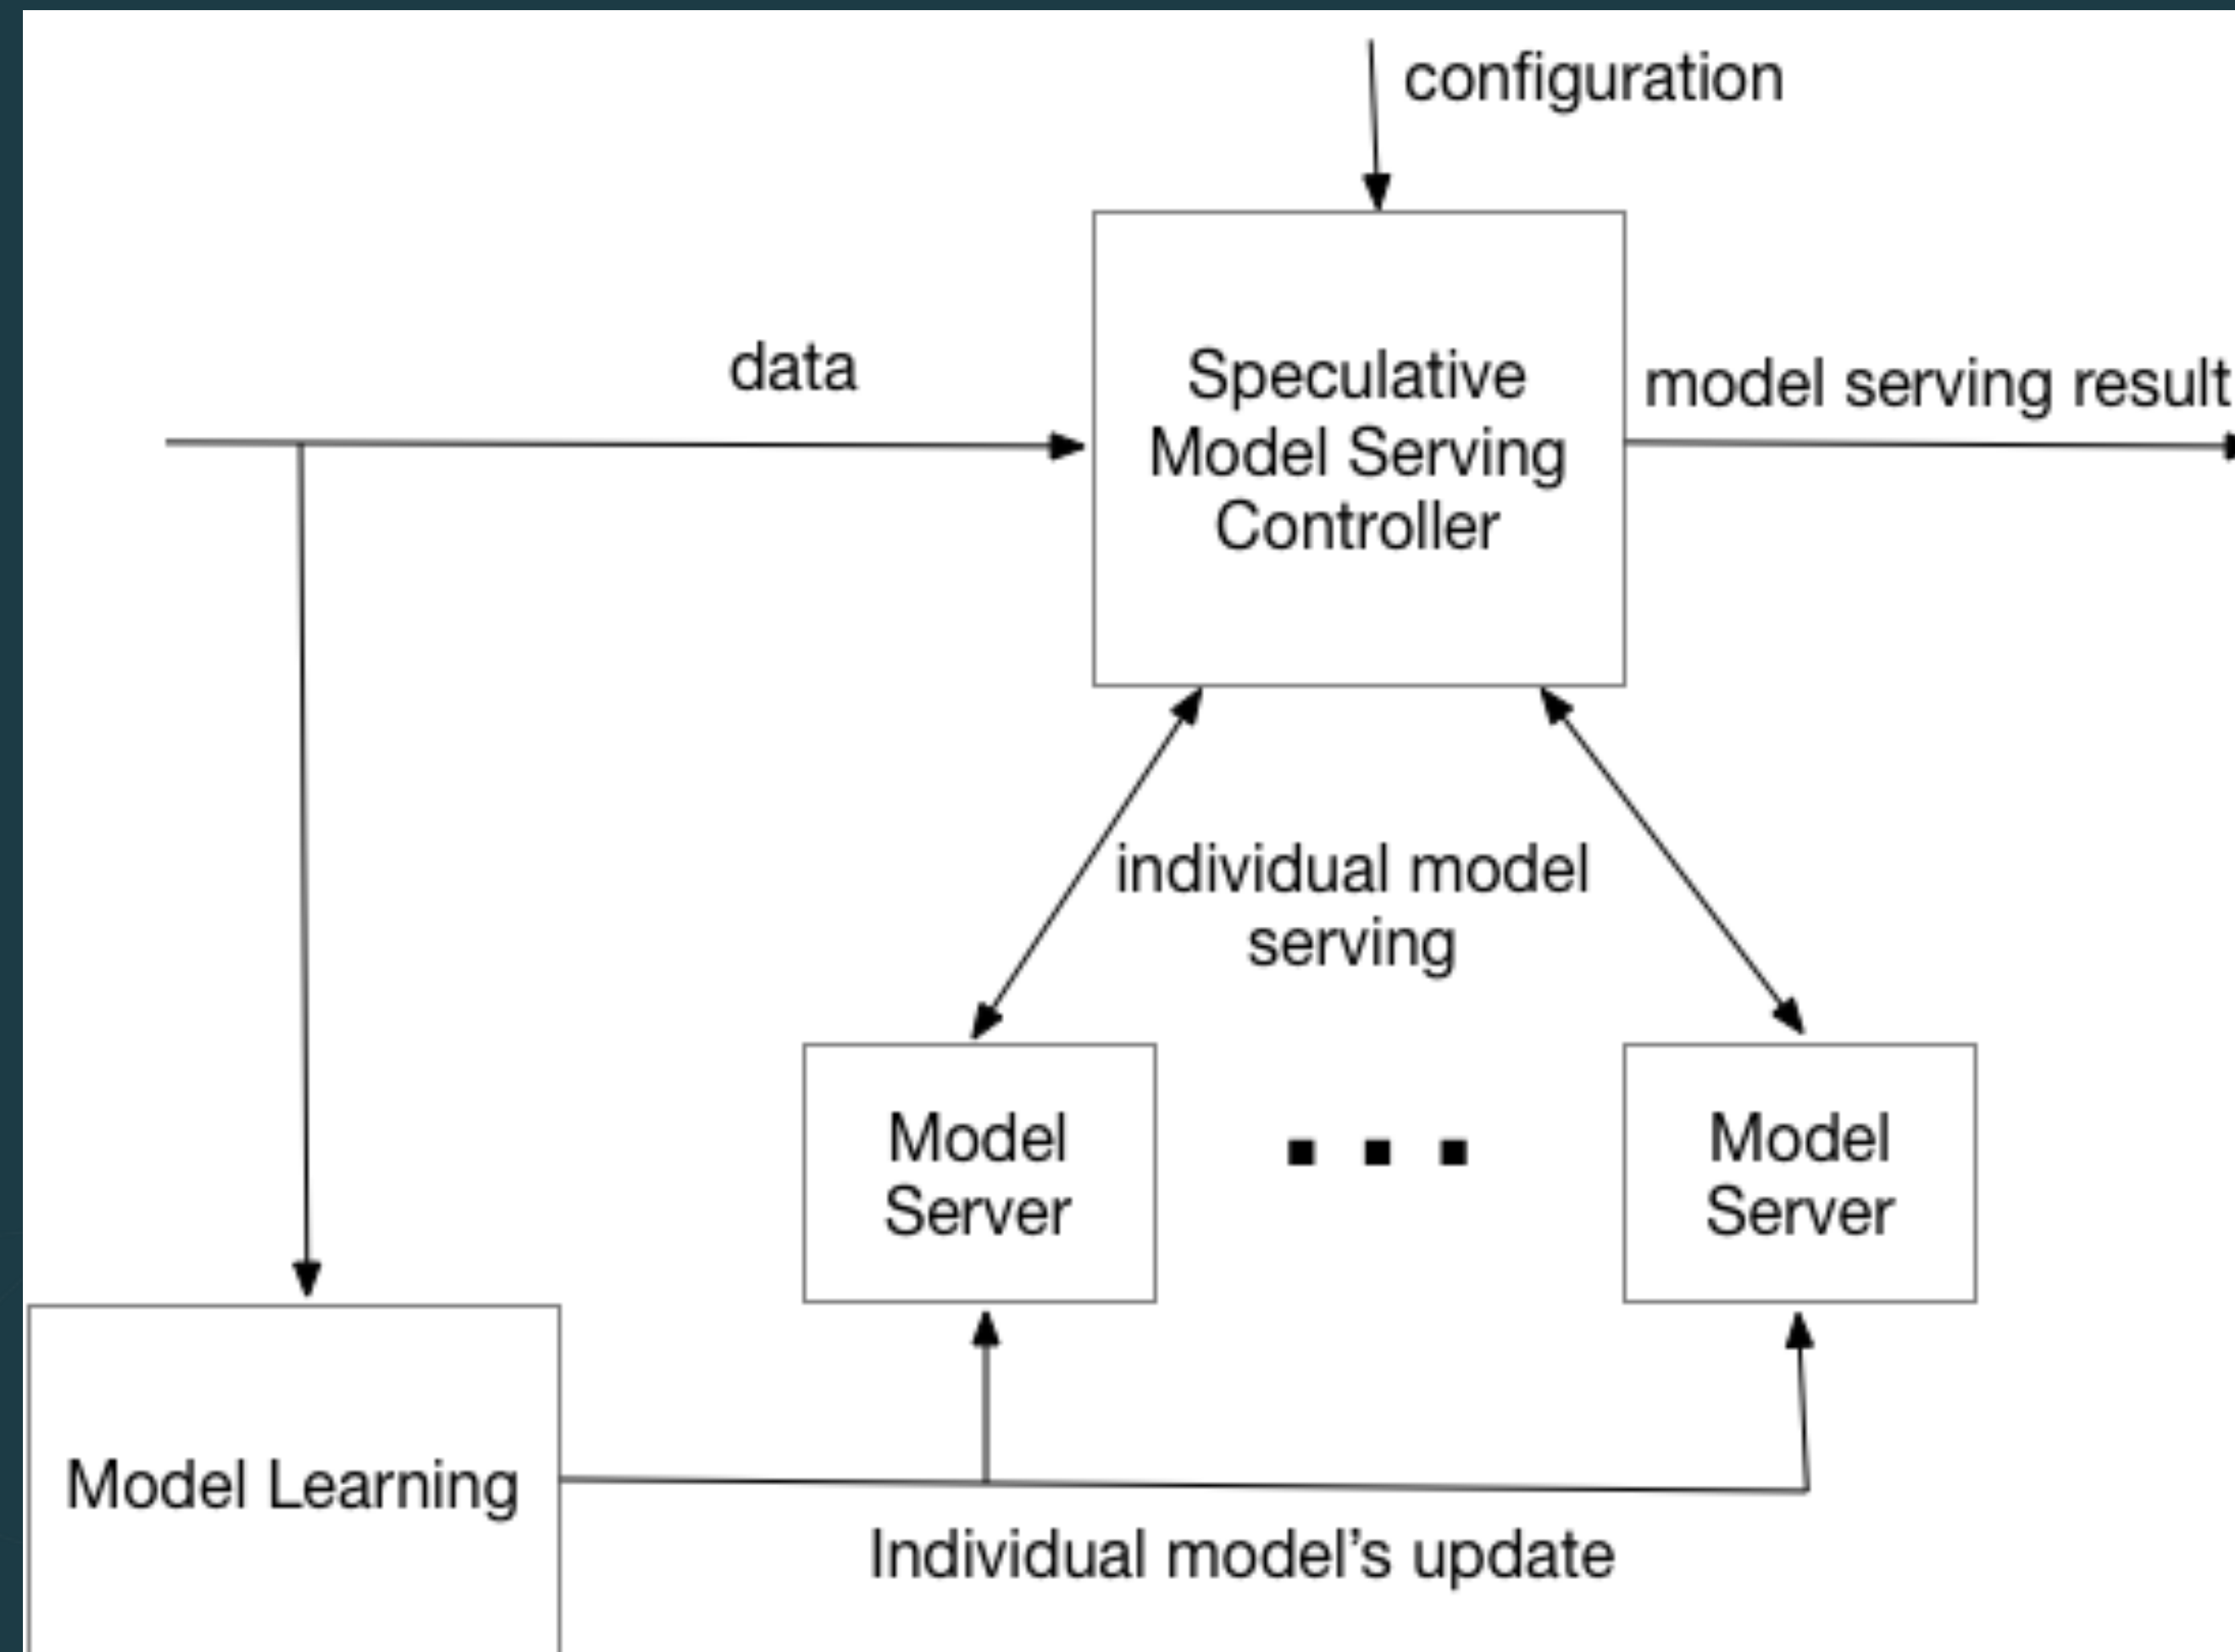 configuration
data
Speculative
Model Serving
Controller
model serving result
individual model
serving
Model
Server
Model
Server
Model Learning
Individual model’s update